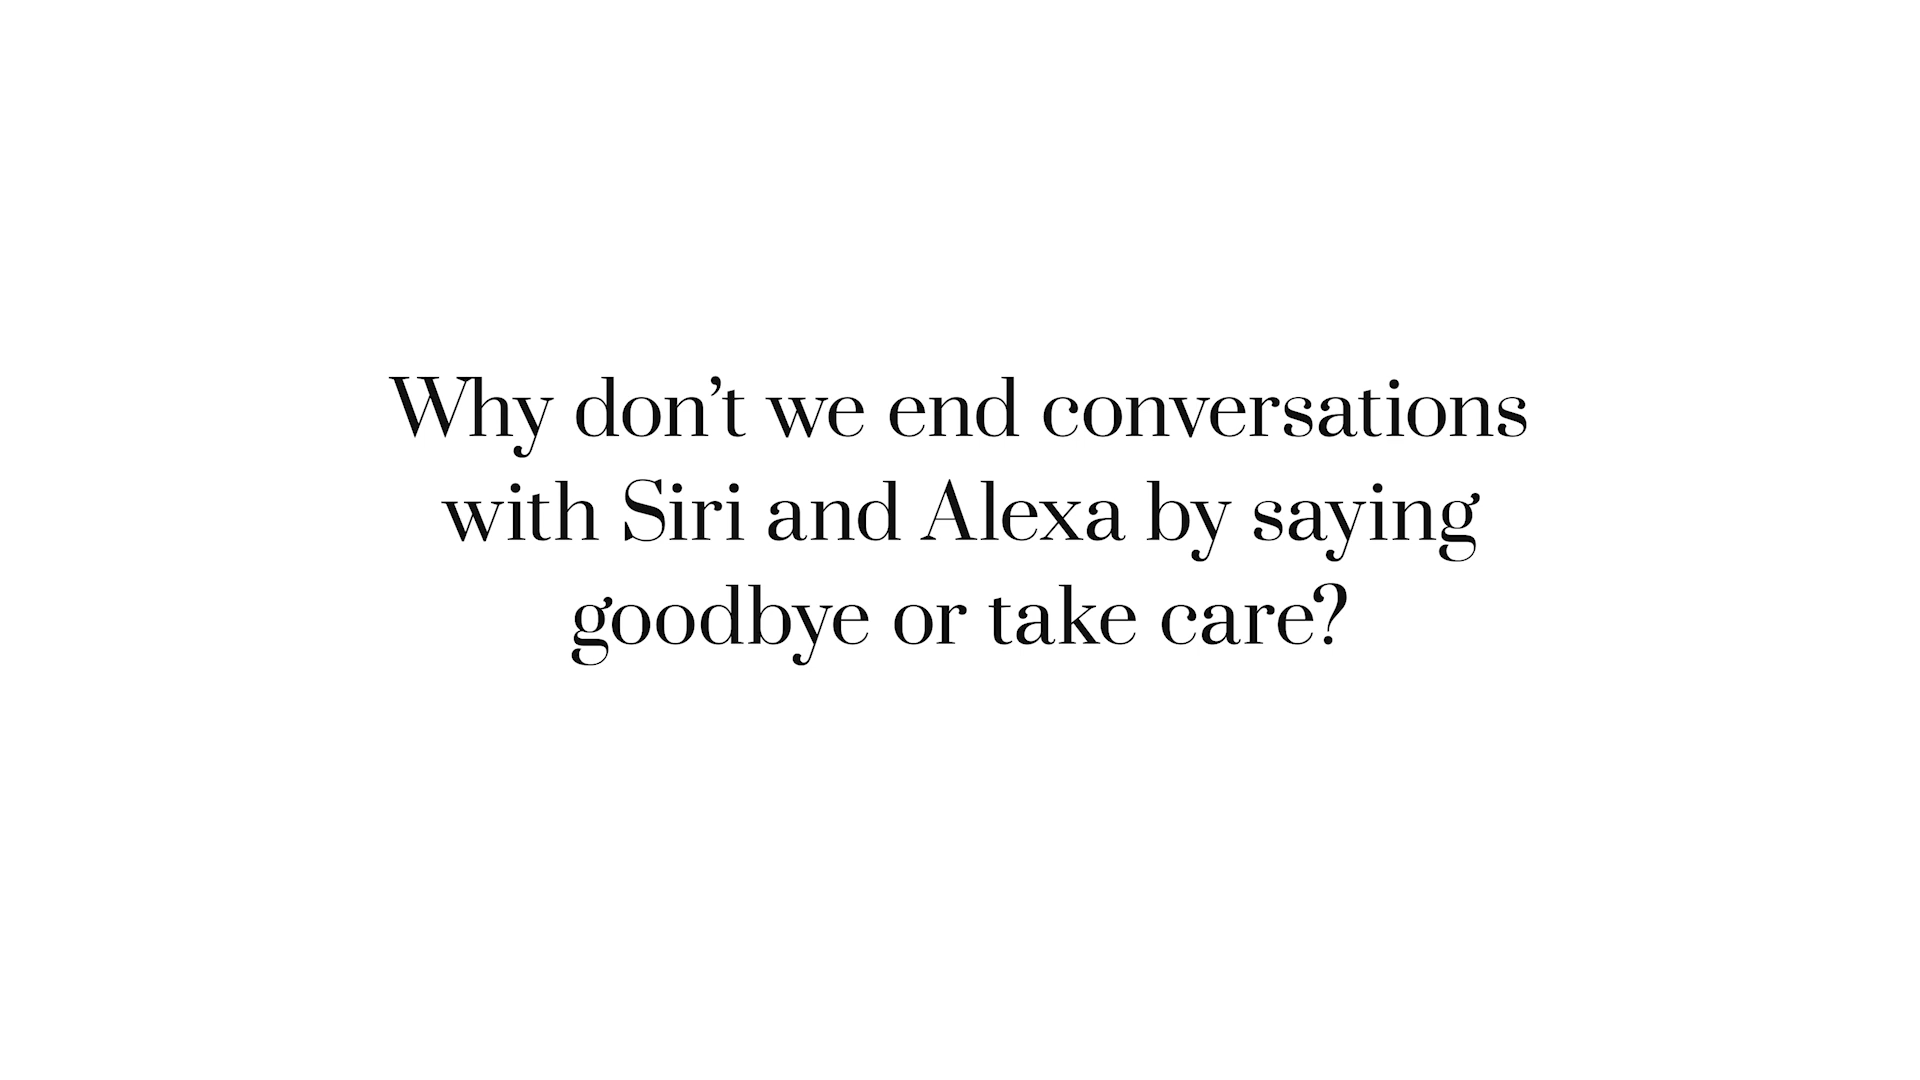 Why don’t we end conversations
with Siri and Alexa by saying
goodbye or take care?